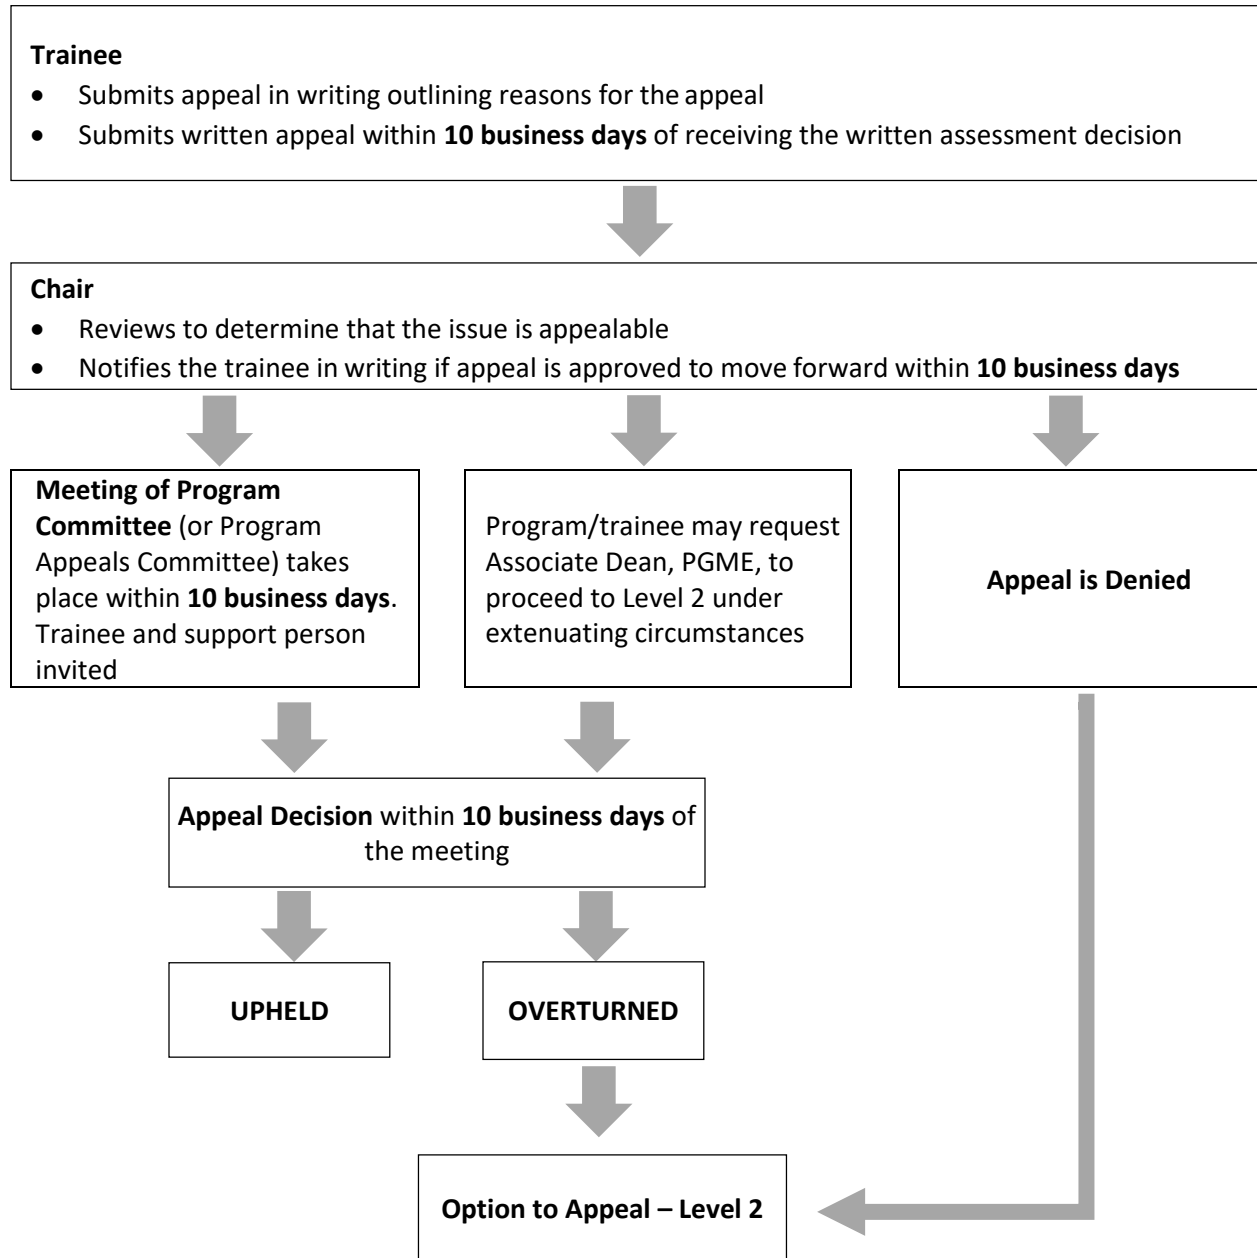 Trainee
• Submits appeal in writing outlining reasons for the appeal
• Submits written appeal within 10 business days of receiving the written assessment decision
Chair
• Reviews to determine that the issue is appealable
• Notifies the trainee in writing if appeal is approved to move forward within 10 business days
Meeting of Program
Committee (or Program
Appeals Committee) takes
place within 10 business days.
Trainee and support person
invited
Program/trainee may request
Associate Dean, PGME, to
proceed to Level 2 under
extenuating circumstances
Appeal is Denied
Appeal Decision within 10 business days of
the meeting
UPHELD
OVERTURNED
Option to Appeal – Level 2